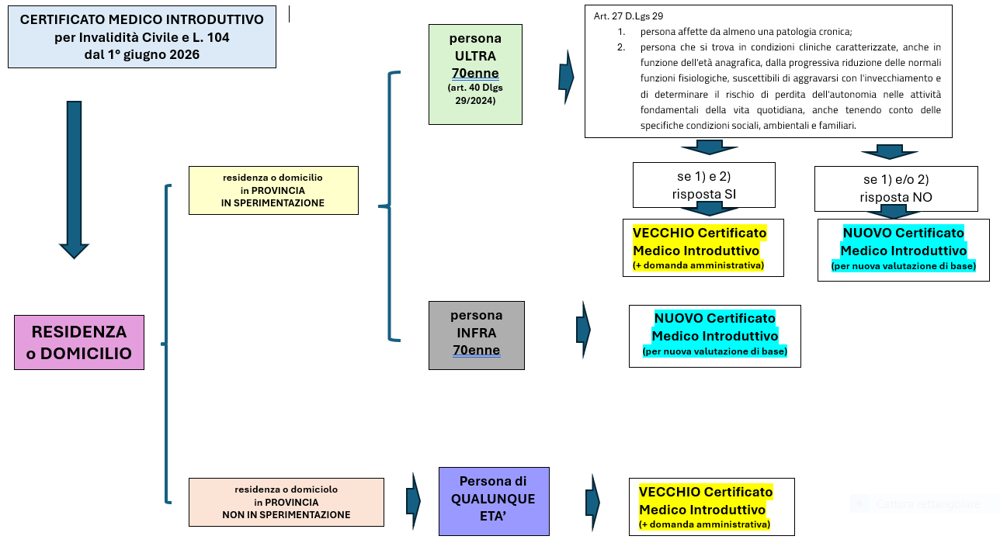 CERTIFICATO MEDICO INTRODUTTIVO
per Invalidità Civile e L. 104
dal 1° giugno 2026
persona
ULTRA
70enne
(art. 40 Dlgs
29/2024)
Art. 27 D.Lgs 29
1. persona affette da almeno una patologia cronica;
2. persona che si trova in condizioni cliniche caratterizzate, anche in
funzione dell'età anagrafica, dalla progressiva riduzione delle normali
funzioni fisiologiche, suscettibili di aggravarsi con l'invecchiamento e
di determinare il rischio di perdita dell'autonomia nelle attività
fondamentali della vita quotidiana, anche tenendo conto delle
specifiche condizioni sociali, ambientali e familiari.
se 1) e 2)
risposta SI
se 1) e/o 2)
risposta NO
residenza o domicilio
in PROVINCIA
IN SPERIMENTAZIONE
VECCHIO Certificato
Medico Introduttivo
(+ domanda amministrativa)
NUOVO Certificato
Medico Introduttivo
(per nuova valutazione di base)
RESIDENZA
o DOMICILIO
persona
INFRA
70enne
NUOVO Certificato
Medico Introduttivo
(per nuova valutazione di base)
residenza o domiciolo
in PROVINCIA
NON IN SPERIMENTAZIONE
Persona di
QUALUNQUE
ETA’
VECCHIO Certificato
Medico Introduttivo
(+ domanda amministrativa)
Cattura rettangolare